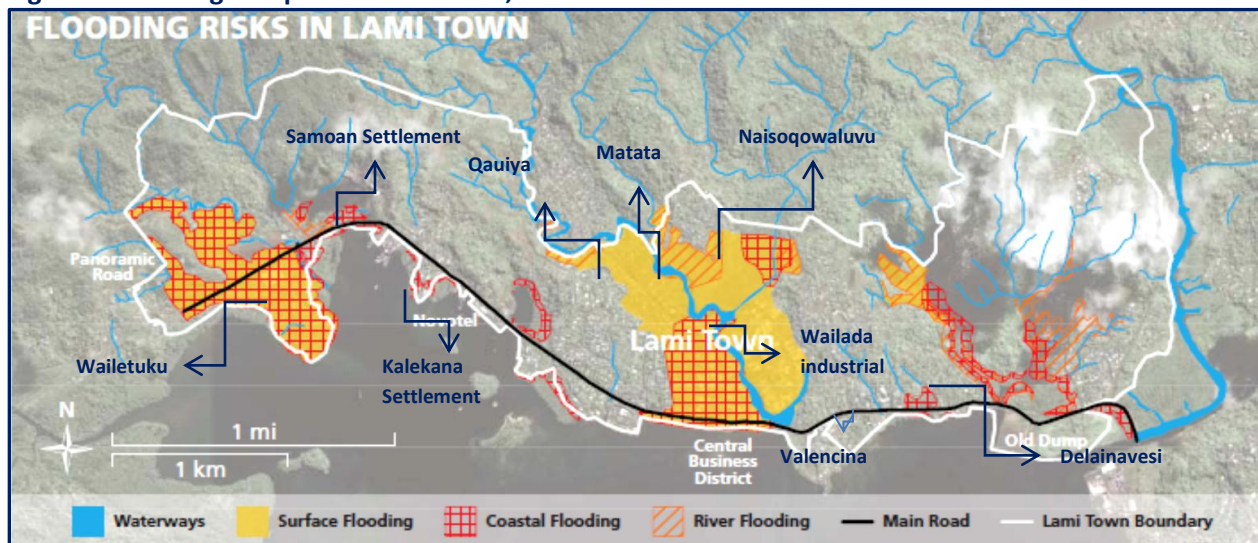 FLOODING RISKS IN LAMI TOWN
Samoan Settlement
Qauiya
Matata
Naisoqowaluvu
Panoramic
Road
Novotel
Lami Town
Wailada
industrial
Wailetuku
Kalekana
Settlement
N
1 mi
1 km
Central
Business
District
Valencina
Old Dump
Delainavesi
Waterways
Surface Flooding
Coastal Flooding
River Flooding
Main Road
Lami Town Boundary